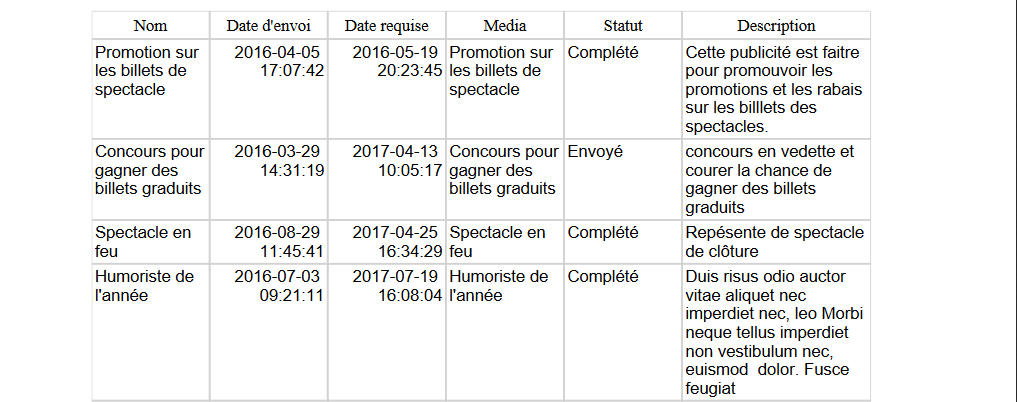 Nom Date d'envoi Date requise Media Statut Description
Promotion sur 2016-04-05 2016-05-19 Promotion sur Complété Cette publicité est faitre
les billets de 17:07:42 20:23:45 les billets de pour promouvoir les
spectacle spectacle promotions et les rabais
sur les billlets des
spectacles.
Concours pour 2016-03-29 2017-04-13 Concours pour Envoyé concours en vedette et
gagner des 14:31:19 10:05:17 gagner des courer la chance de
billets graduits billets graduits gagner des billets
graduits
Spectacle en 2016-08-29 2017-04-25 Spectacle en Complété Repésente de spectacle
feu 11:45:41 16:34:29 feu de clôture
Humoriste de 2016-07-03 2017-07-19 Humoriste de Complété Duis risus odio auctor
l'année 09:21:11 16:08:04 l'année vitae aliquet nec
imperdiet nec, leo Morbi
neque tellus imperdiet
non vestibulum nec,
euismod  dolor. Fusce
feugiat